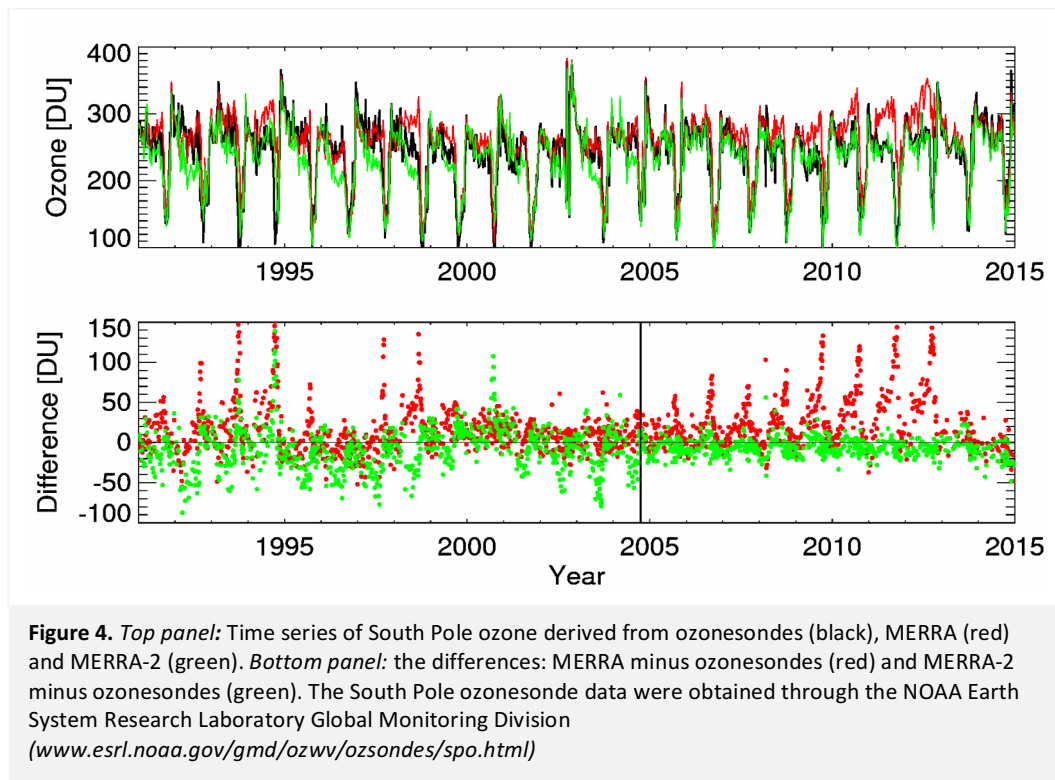 400
300
200
100
Ozone [DU]
1995 2000 2005 2010 2015
150
100
50
0
-50
-100
Difference [DU]
1995 2000 2005 2010 2015
Year
Figure 4. Top panel: Time series of South Pole ozone derived from ozonesondes (black), MERRA (red)
and MERRA-2 (green). Bottom panel: the differences: MERRA minus ozonesondes (red) and MERRA-2
minus ozonesondes (green). The South Pole ozonesonde data were obtained through the NOAA Earth
System Research Laboratory Global Monitoring Division
(www.esrl.noaa.gov/gmd/ozwv/ozsondes/spo.html)